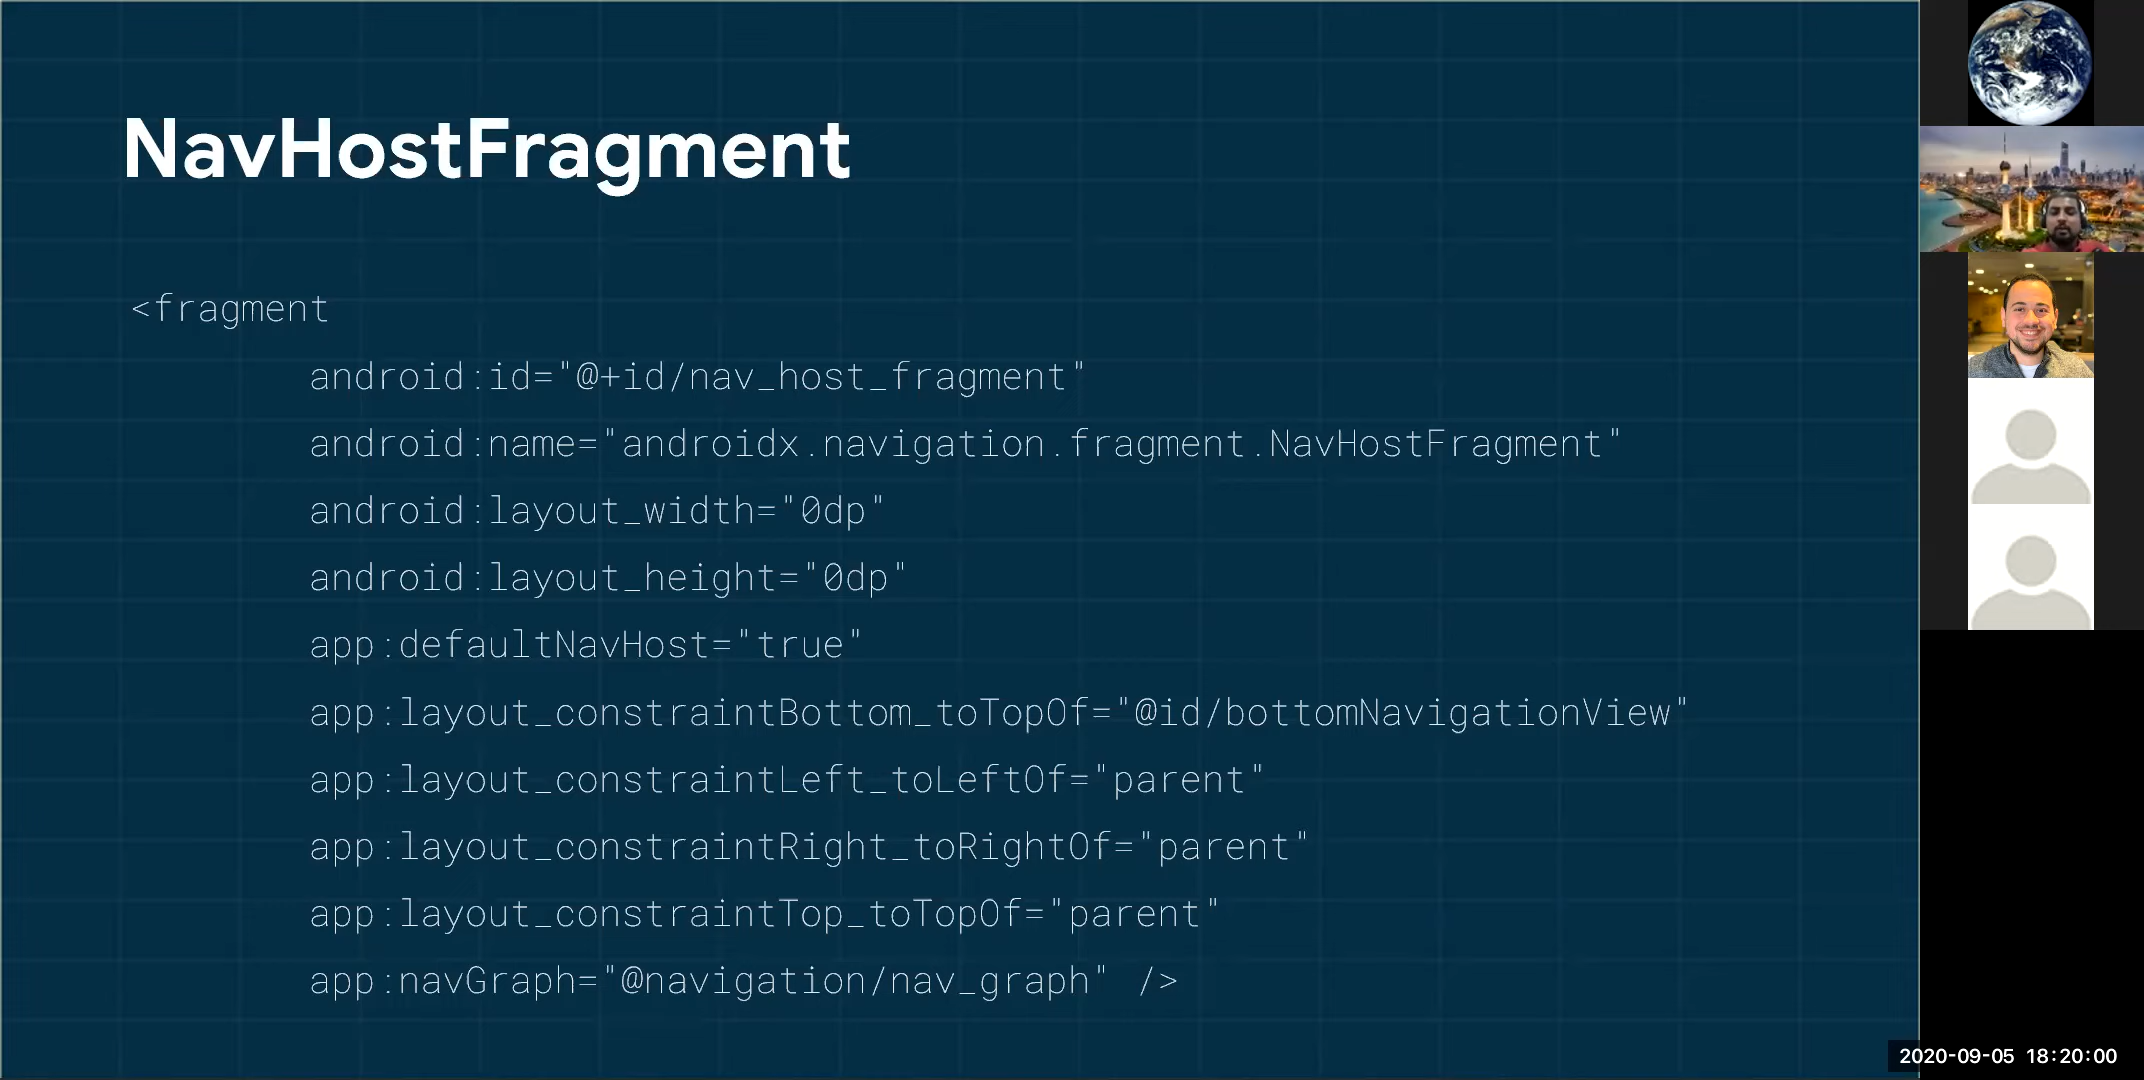 NavHostFragment
<fragment
android:id="@+id/nav_host_fragment"
android:name="androidx.navigation.fragment.NavHostFragment"
android:layout_width="0dp"
android:layout_height="0dp"
app:defaultNavHost="true"
app:layout_constraintBottom_toTopOf="@id/bottomNavigationView"
app:layout_constraintLeft_toLeftOf="parent"
app:layout_constraintRight_toRightOf="parent"
app:layout_constraintTop_toTopOf="parent"
app:navGraph="@navigation/nav_graph" />
2020-09-05 18:20:00